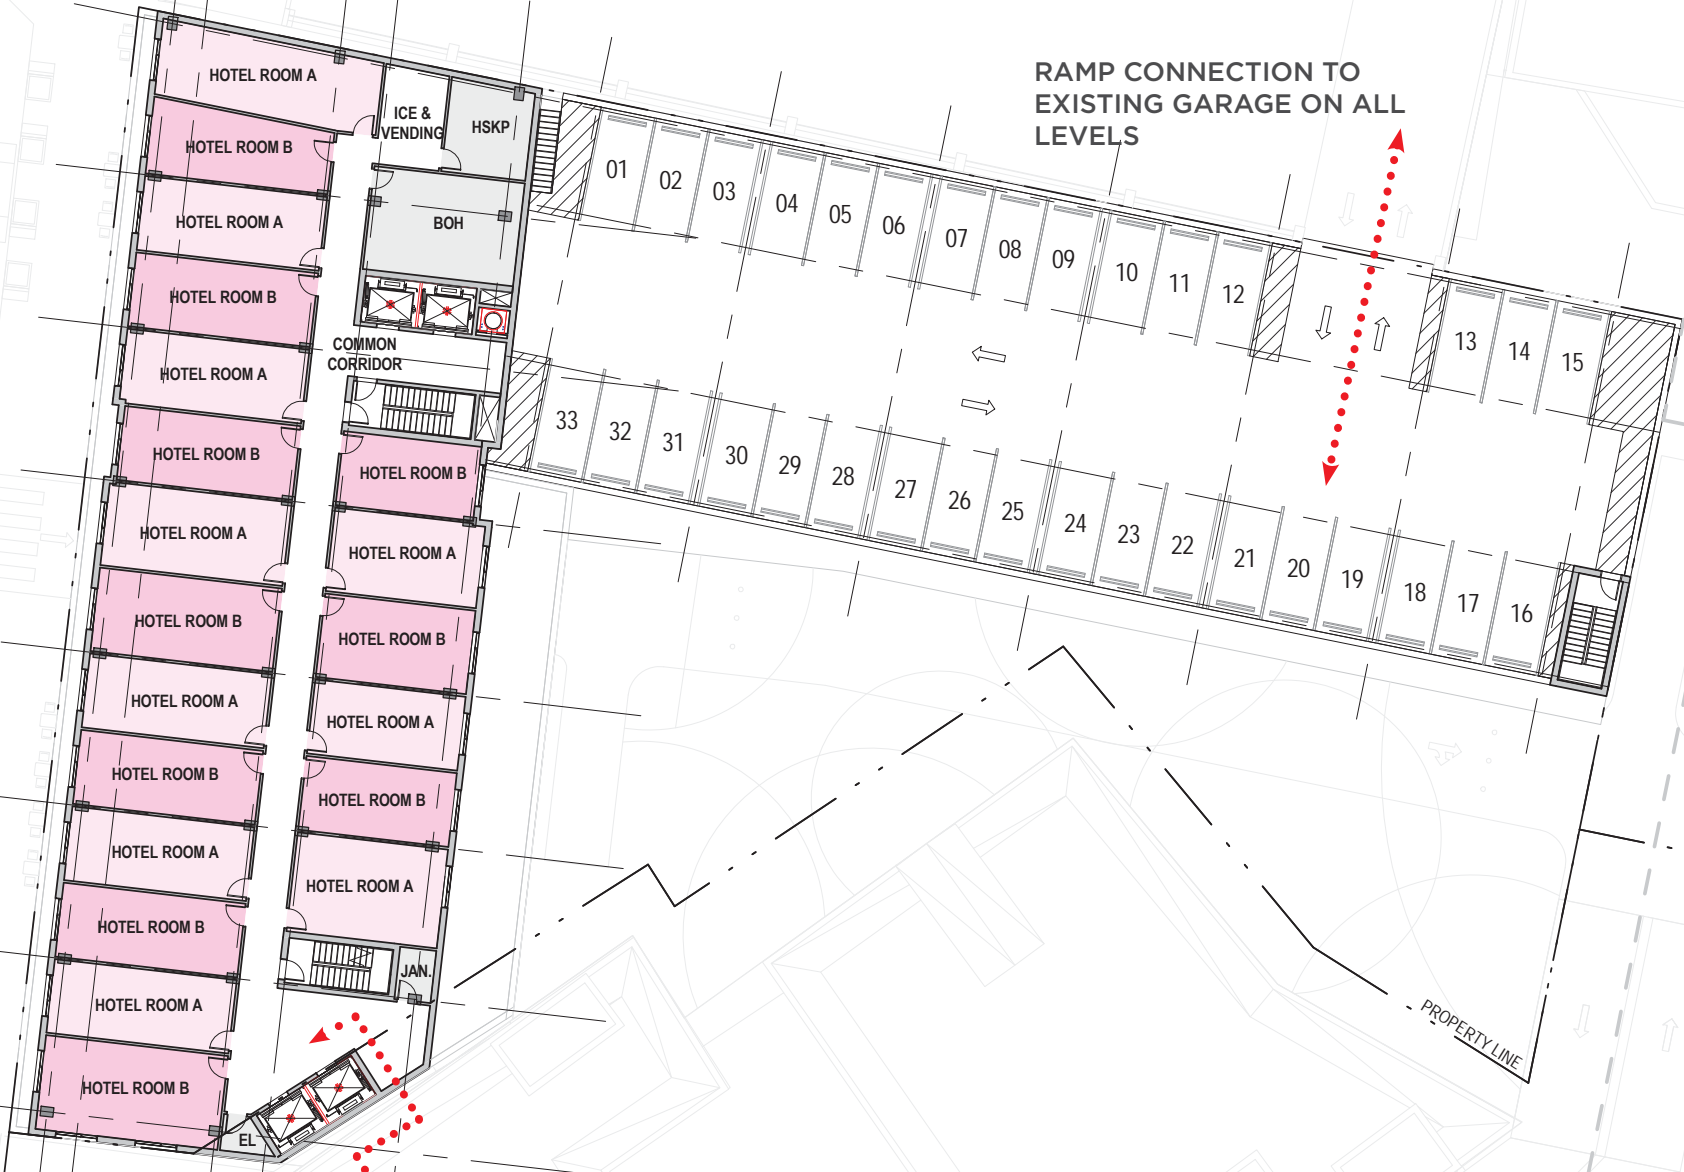 RAMP CONNECTION TO
EXISTING GARAGE ON ALL
LEVELS
HOTEL ROOM A
ICE &
VENDING
HSKP
HOTEL ROOM B
HOTEL ROOM A
BOH
HOTEL ROOM B
COMMON
CORRIDOR
HOTEL ROOM A
HOTEL ROOM B
HOTEL ROOM B
HOTEL ROOM A
HOTEL ROOM A
HOTEL ROOM B
HOTEL ROOM B
HOTEL ROOM A
HOTEL ROOM A
HOTEL ROOM B
HOTEL ROOM B
HOTEL ROOM A
HOTEL ROOM A
HOTEL ROOM B
JAN.
HOTEL ROOM A
HOTEL ROOM B
EL
01
02
03
04
05
06
07
08
09
10
11
12
13
14
15
33
32
31
30
29
28
27
26
25
24
23
22
21
20
19
18
17
16
PROPERTY LINE